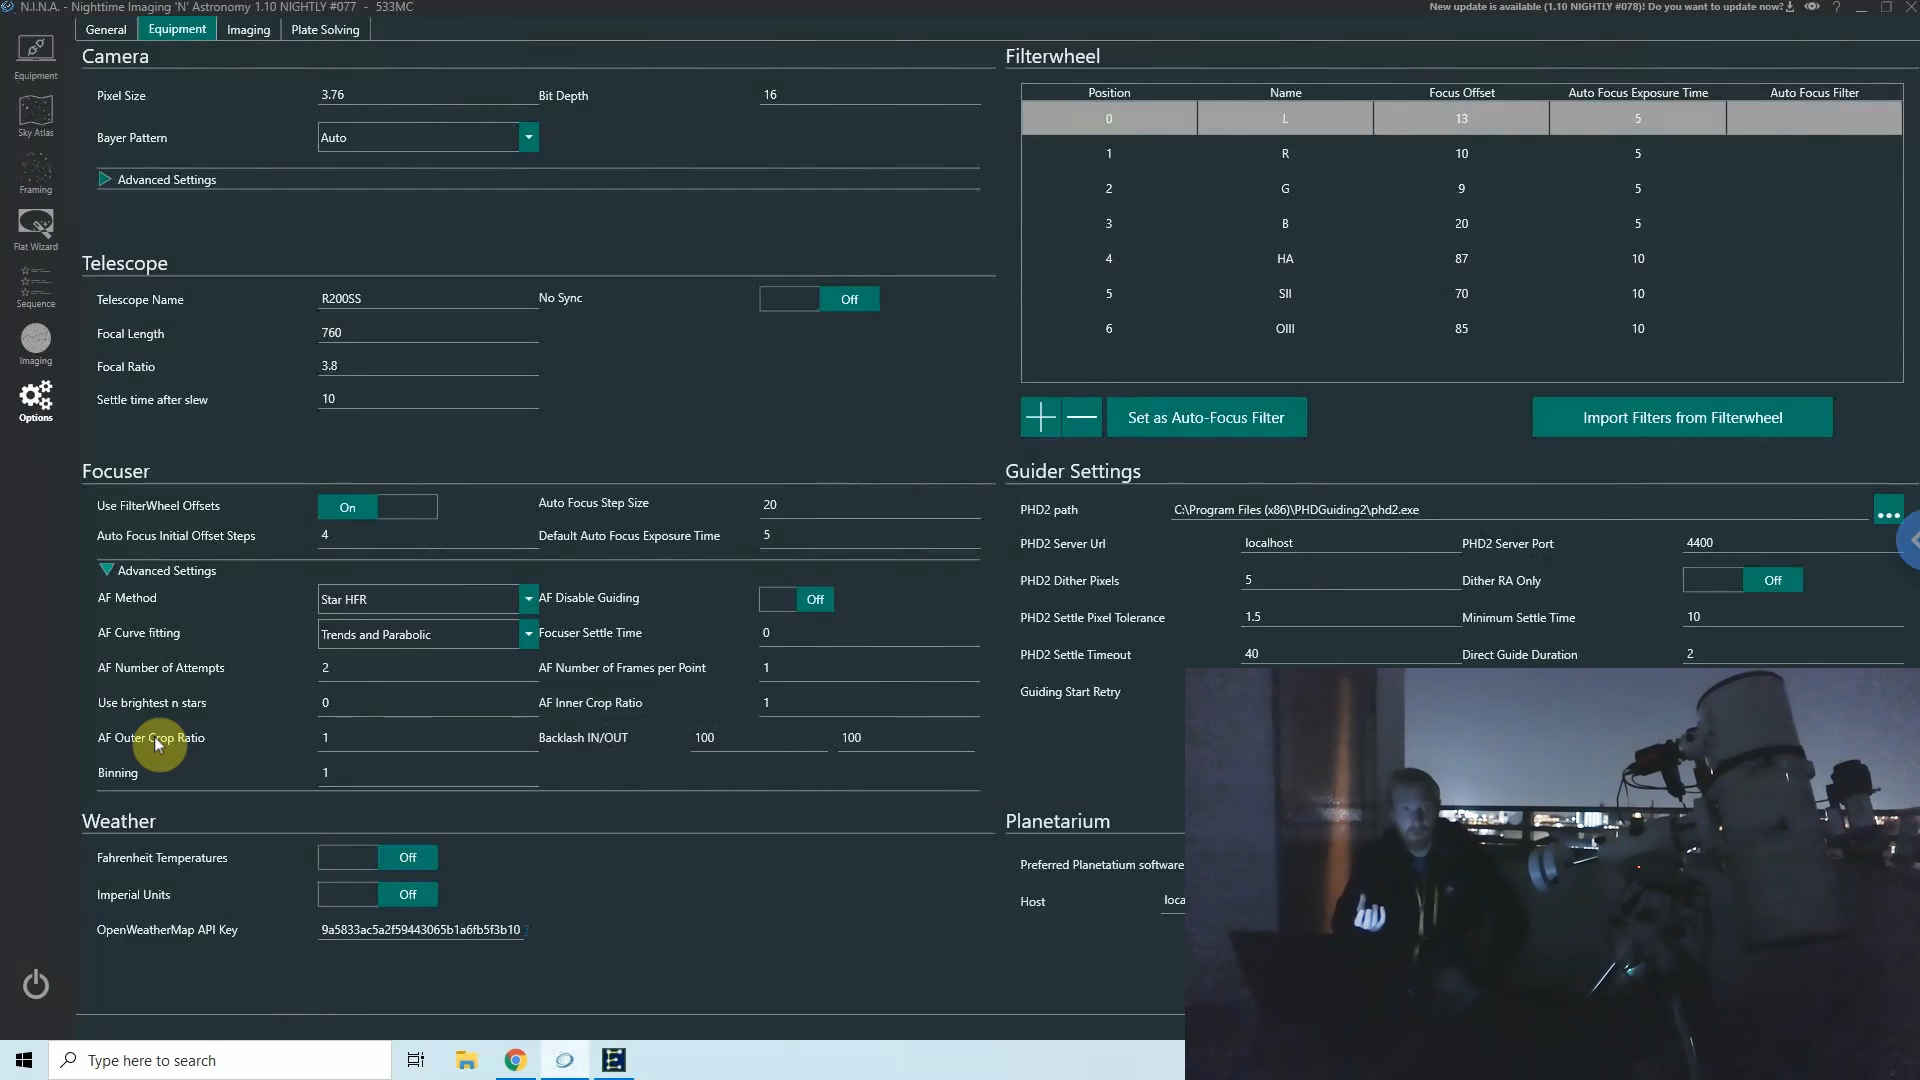 N.I.N.A. - Nighttime Imaging 'N' Astronomy 1.10 NIGHTLY #077 - 533MC
New update is available (1.10 NIGHTLY #078)! Do you want to update now?
General Equipment Imaging Plate Solving
Equipment
Sky Atlas
Framing
Flat Wizard
Sequence
Imaging
Options
Camera
Pixel Size 3.76 Bit Depth 16
Bayer Pattern Auto
Advanced Settings
Telescope
Telescope Name R200SS No Sync Off
Focal Length 760
Focal Ratio 3.8
Settle time after slew 10
Focuser
Use FilterWheel Offsets On Auto Focus Step Size 20
Auto Focus Initial Offset Steps 4 Default Auto Focus Exposure Time 5
Advanced Settings
AF Method Star HFR AF Disable Guiding Off
AF Curve fitting Trends and Parabolic Focuser Settle Time 0
AF Number of Attempts 2 AF Number of Frames per Point 1
Use brightest n stars 0 AF Inner Crop Ratio 1
AF Outer Crop Ratio 1 Backlash IN/OUT 100 100
Binning 1
Weather
Fahrenheit Temperatures Off
Imperial Units Off
OpenWeatherMap API Key 9a5833ac5a2f59443065b1a6fb5f3b10
Filterwheel
Position Name Focus Offset Auto Focus Exposure Time Auto Focus Filter
0 L 13 5
1 R 10 5
2 G 9 5
3 B 20 5
4 HA 87 10
5 SII 70 10
6 OIII 85 10
Set as Auto-Focus Filter Import Filters from Filterwheel
Guider Settings
PHD2 path C:\Program Files (x86)\PHDGuiding2\phd2.exe ...
PHD2 Server Url localhost PHD2 Server Port 4400
PHD2 Dither Pixels 5 Dither RA Only Off
PHD2 Settle Pixel Tolerance 1.5 Minimum Settle Time 10
PHD2 Settle Timeout 40 Direct Guide Duration 2
Guiding Start Retry
Planetarium
Preferred Planetatium software
Host loca
Type here to search